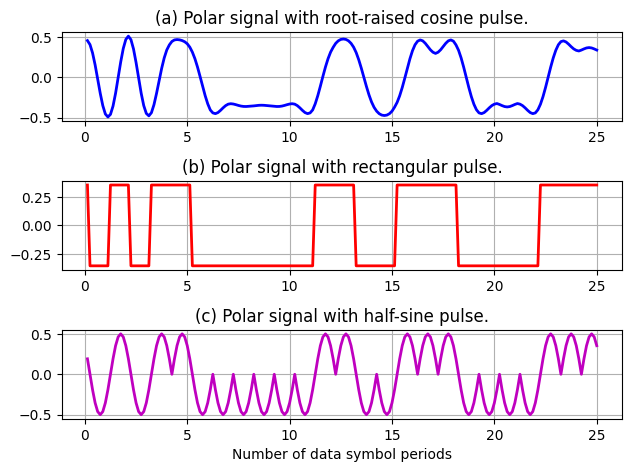 (a) Polar signal with root-raised cosine pulse.
0.5
0.0
−0.5
0 5 10 15 20 25
(b) Polar signal with rectangular pulse.
0.25
0.00
−0.25
0 5 10 15 20 25
(c) Polar signal with half-sine pulse.
0.5
0.0
−0.5
0 5 10 15 20 25
Number of data symbol periods